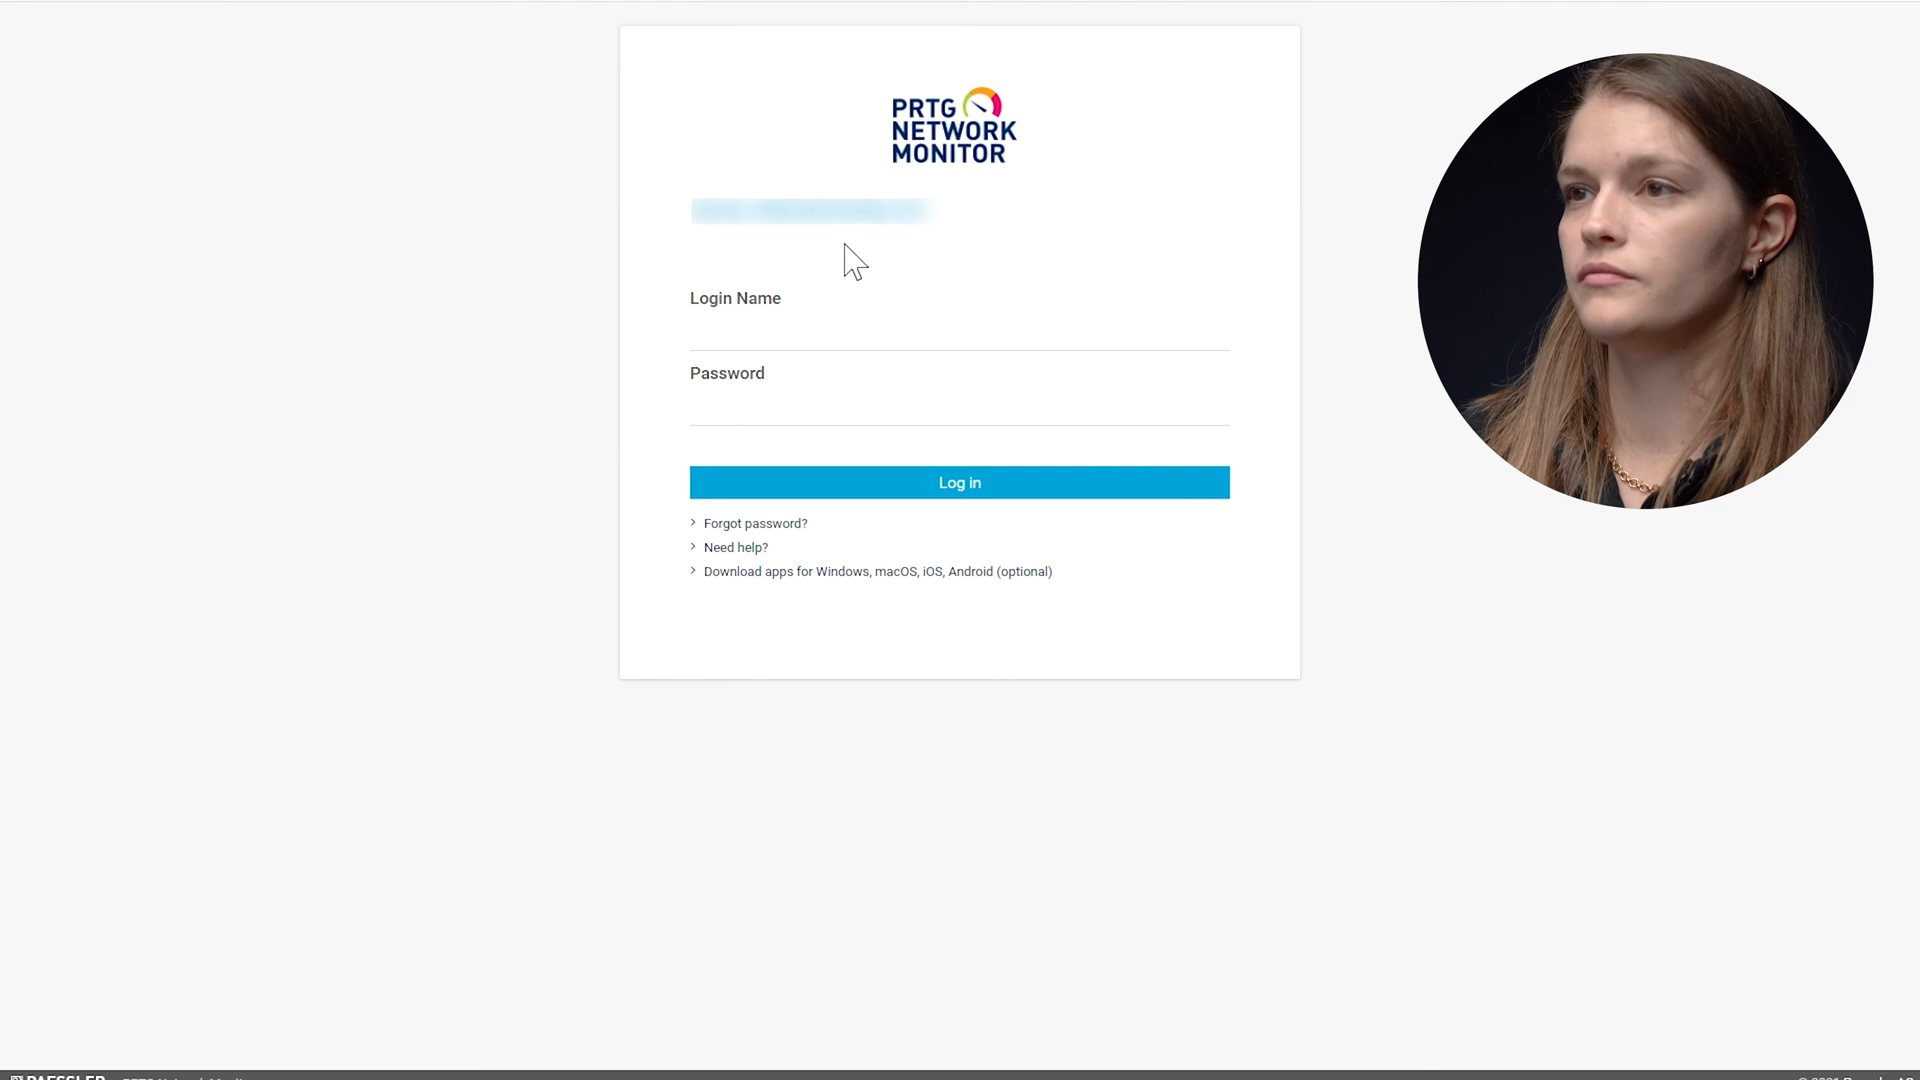 PRTG
NETWORK
MONITOR
Login Name
Password
Log in
Forgot password?
Need help?
Download apps for Windows, macOS, iOS, Android (optional)
PAESSLER